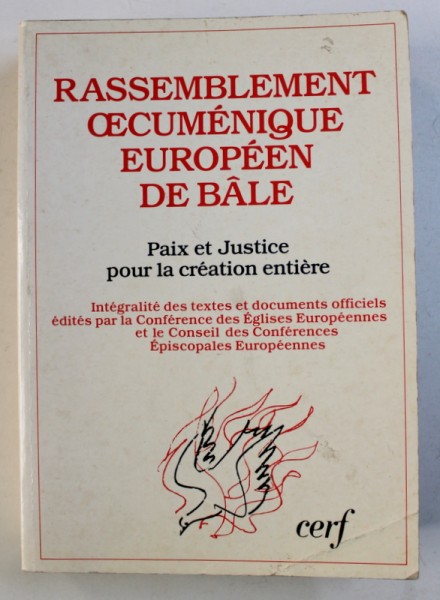 RASSEMBLEMENT
ŒCUMÉNIQUE
EUROPÉEN
DE BÂLE
Paix et Justice
pour la création entière
Intégralité des textes et documents officiels
édités par la Conférence des Églises Européennes
et le Conseil des Conférences
Épiscopales Européennes
cerf